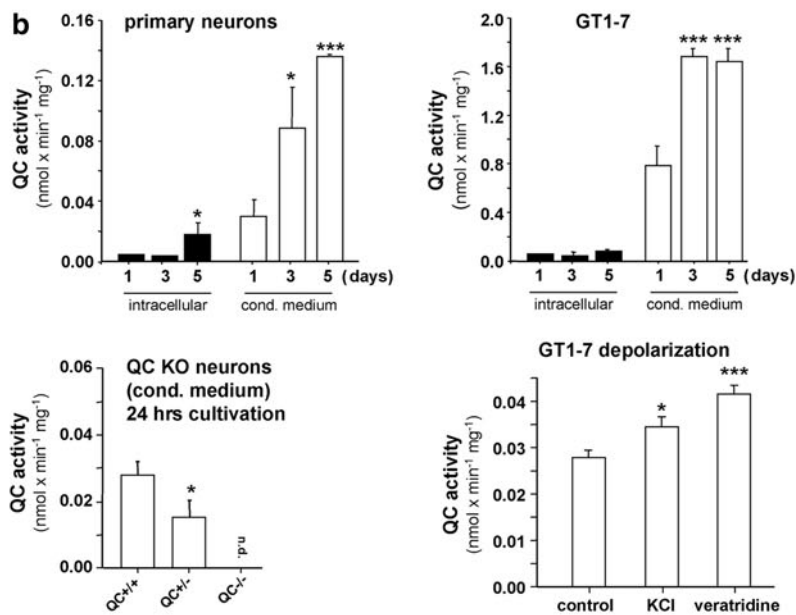 b
primary neurons
0.16
0.12
0.08
0.04
0.00
QC activity
(nmol x min-1 mg-1)
*
*
***
1 3 5 1 3 5 (days)
intracellular cond. medium
GT1-7
2.0
1.6
1.2
0.8
0.4
0.0
QC activity
(nmol x min-1 mg-1)
*** ***
1 3 5 1 3 5 (days)
intracellular cond. medium
QC KO neurons
(cond. medium)
24 hrs cultivation
0.06
0.04
0.02
0.00
QC activity
(nmol x min-1 mg-1)
*
n.d.
QC+/+ QC+/- QC-/-
GT1-7 depolarization
0.04
0.03
0.03
0.01
0.00
QC activity
(nmol x min-1 mg-1)
*
***
control KCl veratridine